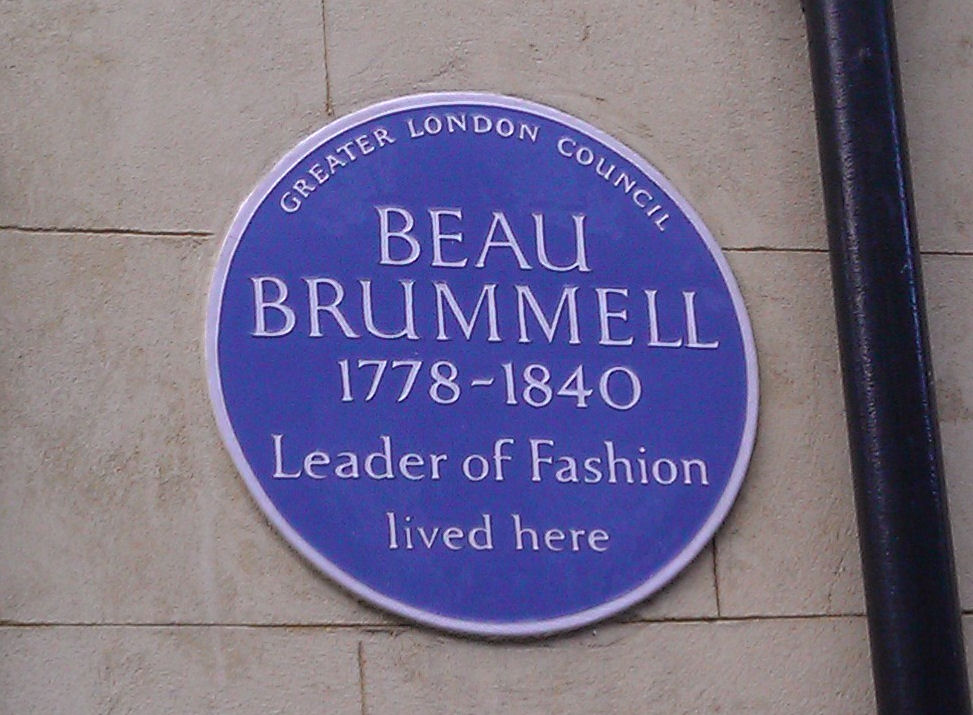 GREATER LONDON COUNCIL
BEAU
BRUMMELL
1778-1840
Leader of Fashion
lived here